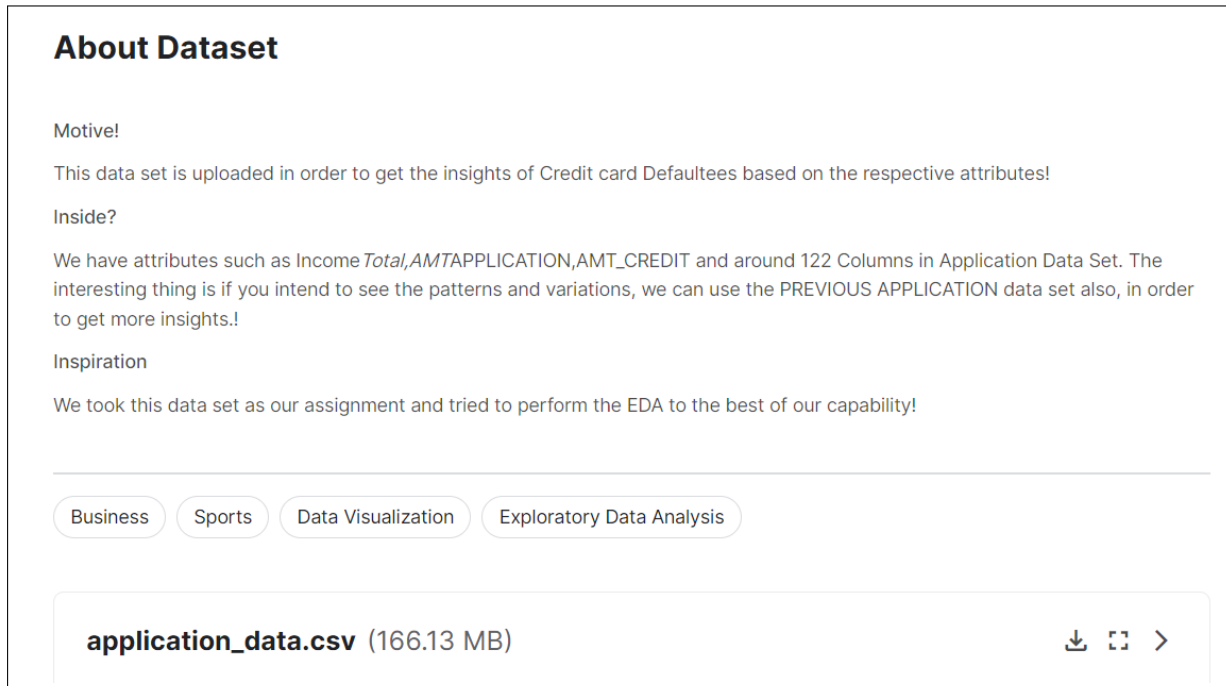 About Dataset
Motive!
This data set is uploaded in order to get the insights of Credit card Defaultees based on the respective attributes!
Inside?
We have attributes such as IncomeTotal,AMTAPPLICATION,AMT_CREDIT and around 122 Columns in Application Data Set. The
interesting thing is if you intend to see the patterns and variations, we can use the PREVIOUS APPLICATION data set also, in order
to get more insights.!
Inspiration
We took this data set as our assignment and tried to perform the EDA to the best of our capability!
Business Sports Data Visualization Exploratory Data Analysis
application_data.csv (166.13 MB)